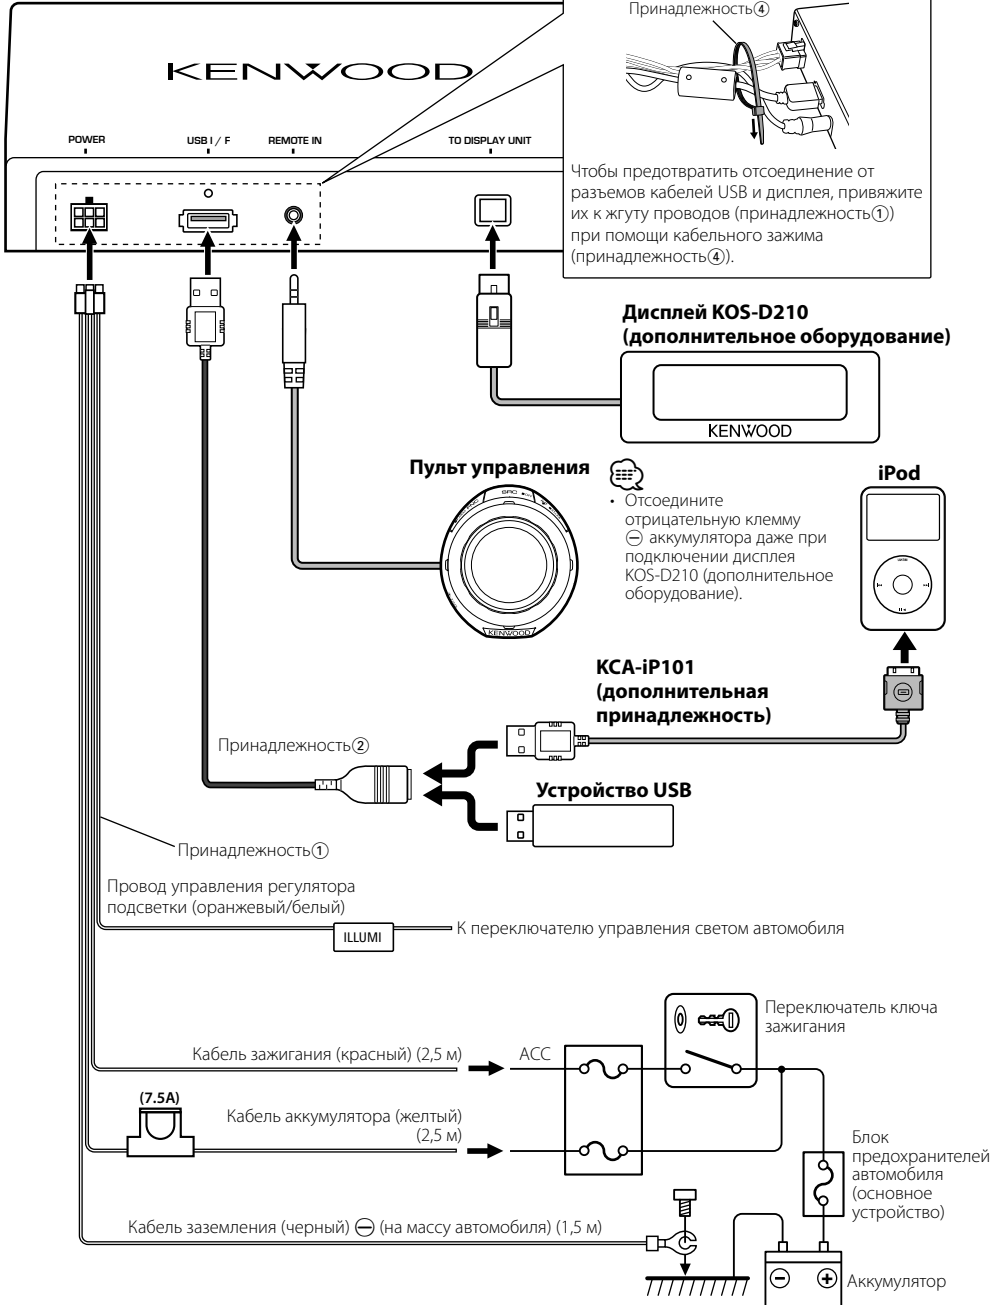 Принадлежность④
KENWOOD
POWER
USB I / F
REMOTE IN
TO DISPLAY UNIT
Чтобы предотвратить отсоединение от
разъемов кабелей USB и дисплея, привяжите
их к жгуту проводов (принадлежность①)
при помощи кабельного зажима
(принадлежность④).
Дисплей KOS-D210
(дополнительное оборудование)
KENWOOD
Пульт управления
SRC
KENWOOD
• Отсоедините
отрицательную клемму
⊖ аккумулятора даже при
подключении дисплея
KOS-D210 (дополнительное
оборудование).
iPod
MENU
KCA-iP101
(дополнительная
принадлежность)
Принадлежность②
Устройство USB
Принадлежность①
Провод управления регулятора
подсветки (оранжевый/белый)
ILLUMI
К переключателю управления светом автомобиля
Переключатель ключа
зажигания
Кабель зажигания (красный) (2,5 м)
ACC
(7.5A)
Кабель аккумулятора (желтый)
(2,5 м)
Блок
предохранителей
автомобиля
(основное
устройство)
Кабель заземления (черный) ⊖ (на массу автомобиля) (1,5 м)
⊖ ⊕
Аккумулятор